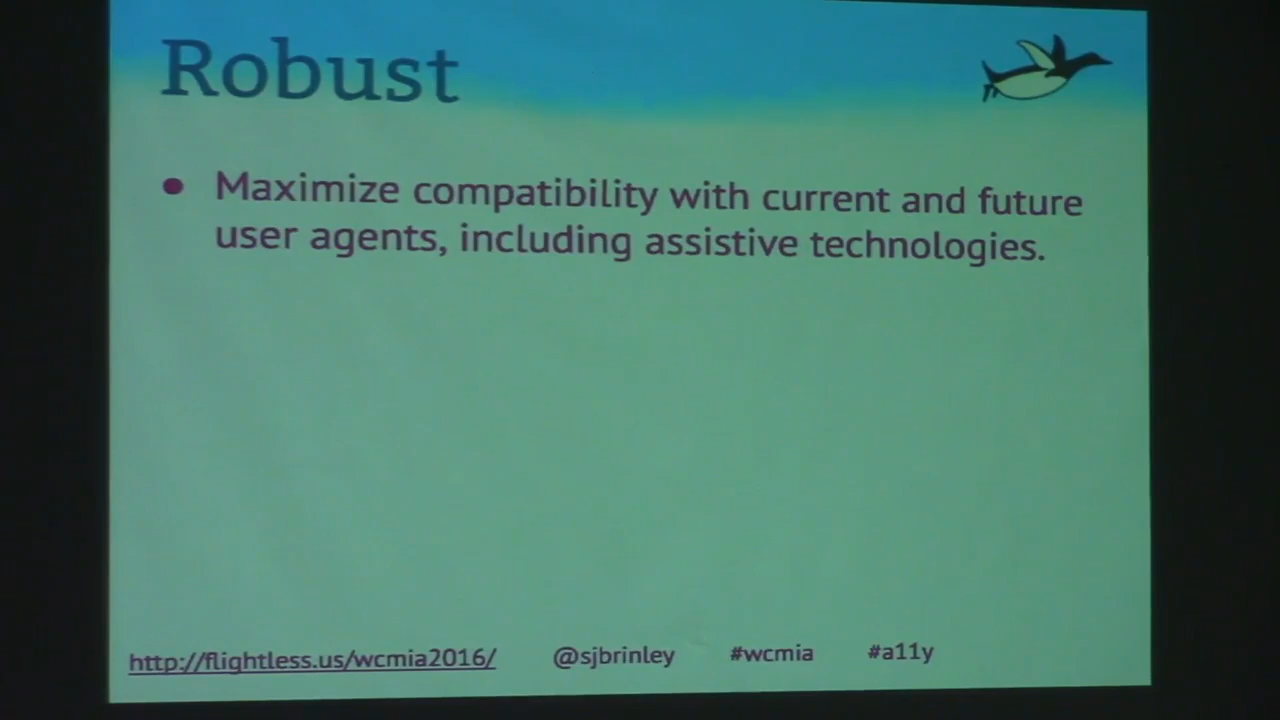 Robust
• Maximize compatibility with current and future
user agents, including assistive technologies.
http://flightless.us/wcmia2016/ @sjbrinley #wcmia #a11y